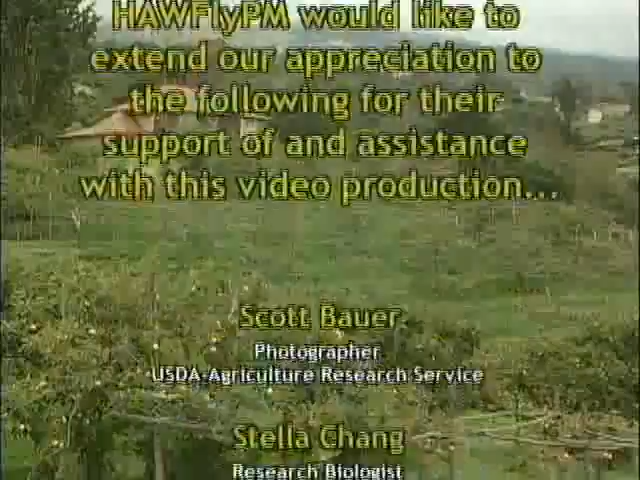 HAWFlyPM would like to
extend our appreciation to
the following for their
support of and assistance
with this video production...
Scott Bauer
Photographer
USDA-Agriculture Research Service
Stella Chang
Research Biologist